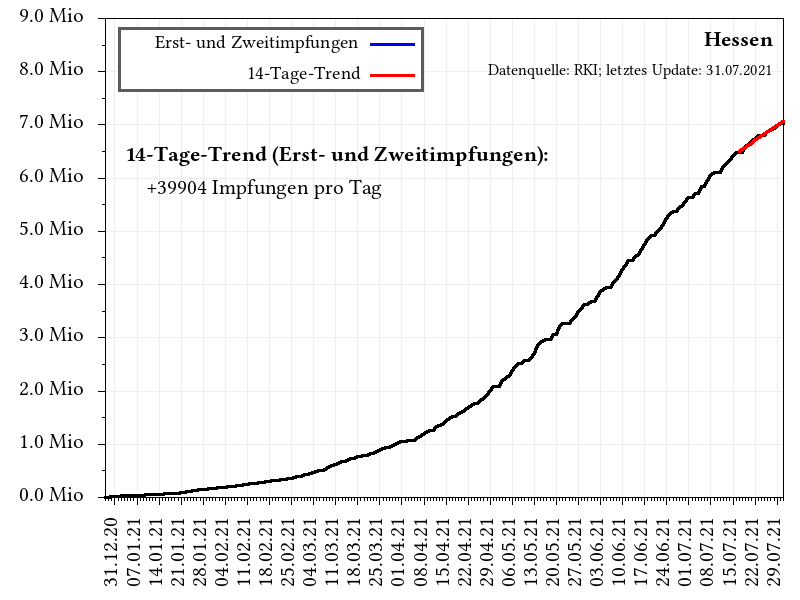 Hessen
Datenquelle: RKI; letztes Update: 31.07.2021
Erst- und Zweitimpfungen
14-Tage-Trend
14-Tage-Trend (Erst- und Zweitimpfungen):
+39904 Impfungen pro Tag
9.0 Mio
8.0 Mio
7.0 Mio
6.0 Mio
5.0 Mio
4.0 Mio
3.0 Mio
2.0 Mio
1.0 Mio
0.0 Mio
31.12.20
07.01.21
14.01.21
21.01.21
28.01.21
04.02.21
11.02.21
18.02.21
25.02.21
04.03.21
11.03.21
18.03.21
25.03.21
01.04.21
08.04.21
15.04.21
22.04.21
29.04.21
06.05.21
13.05.21
20.05.21
27.05.21
03.06.21
10.06.21
17.06.21
24.06.21
01.07.21
08.07.21
15.07.21
22.07.21
29.07.21